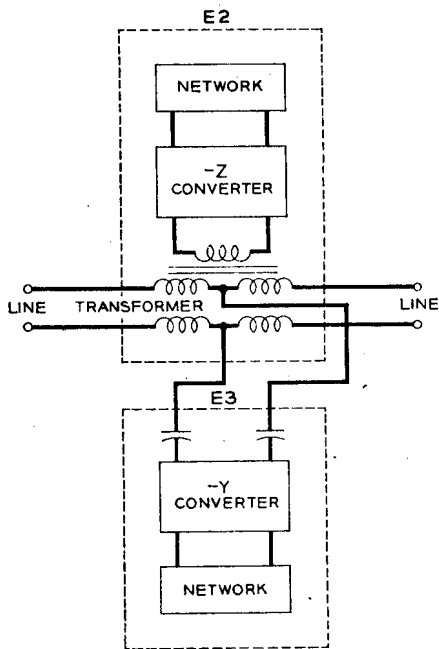 E2
NETWORK
-Z
CONVERTER
LINE
TRANSFORMER
LINE
E3
-Y
CONVERTER
NETWORK